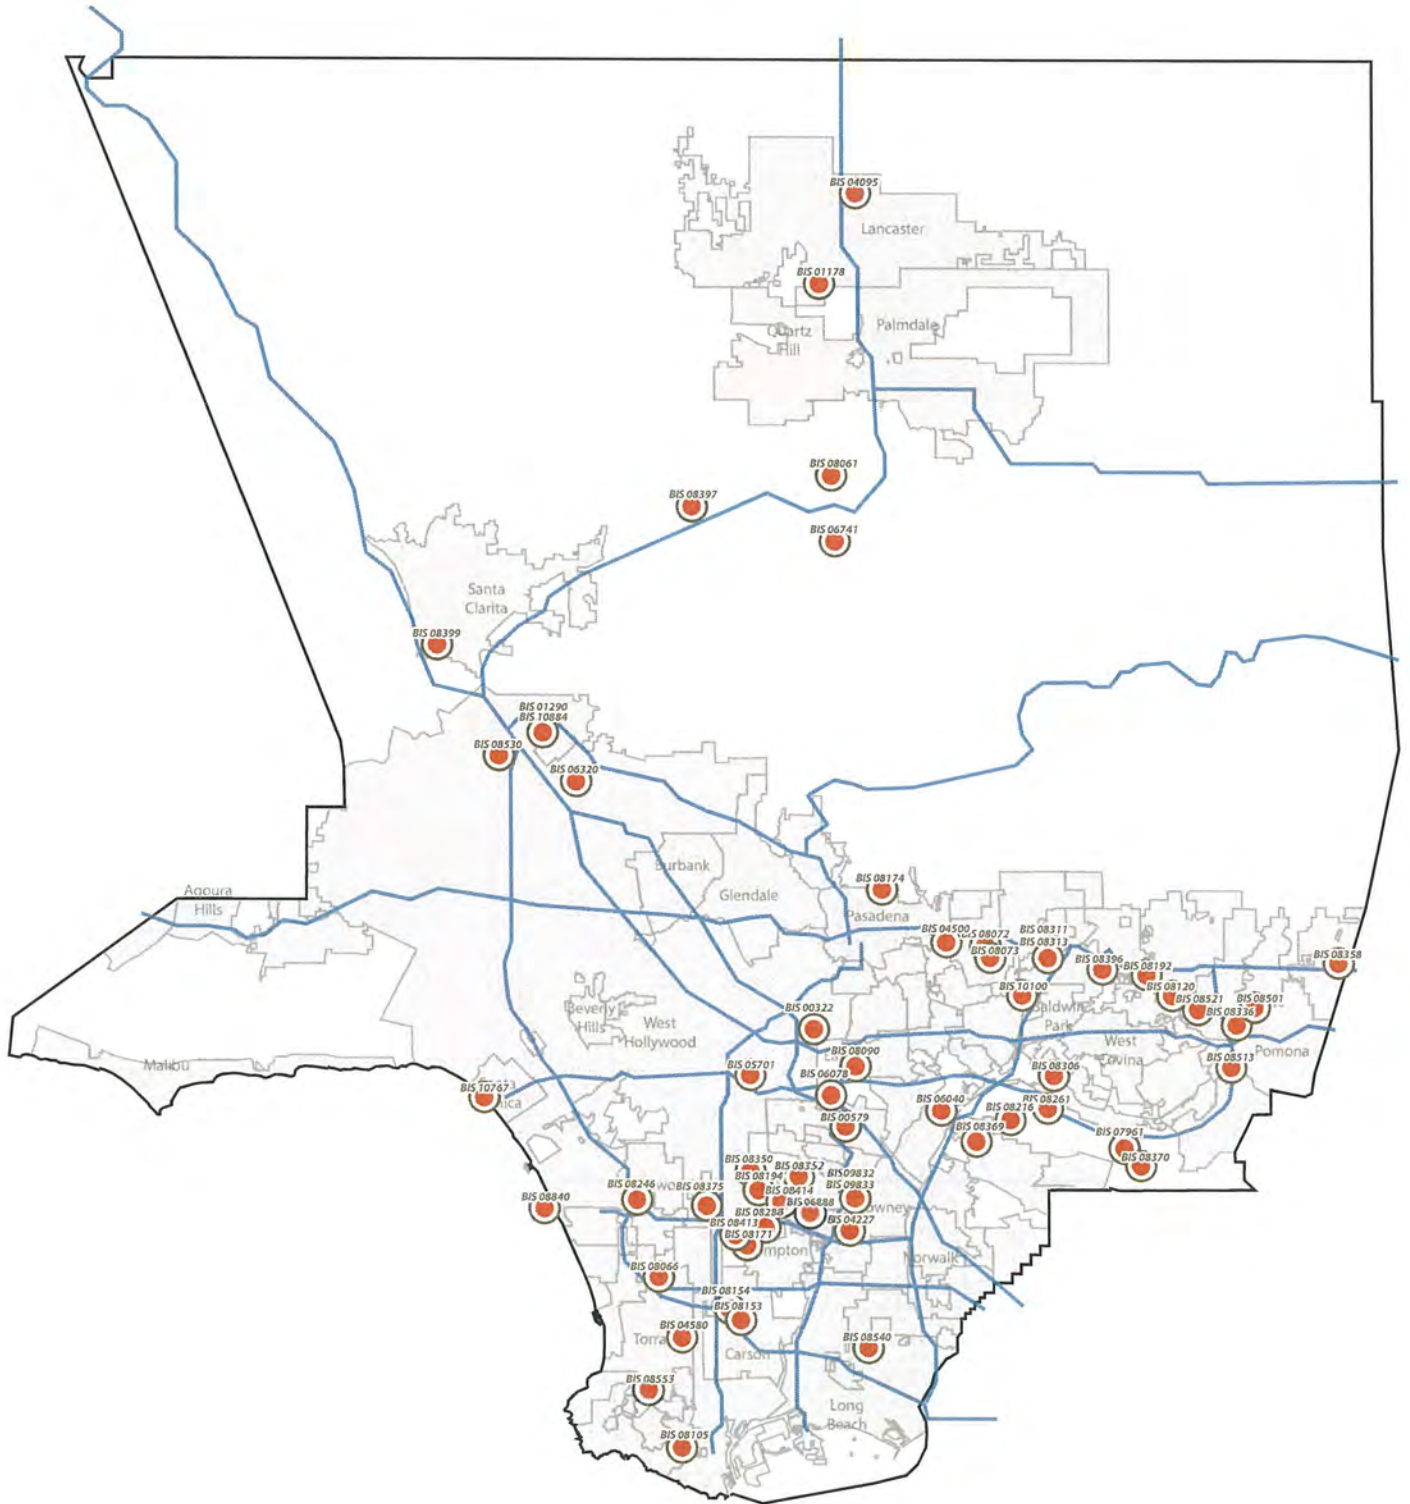 BIS 04095
Lancaster
BIS 01178
Quartz
Hill
Palmdale
BIS 08061
BIS 08397
BIS 06741
Santa
Clarita
BIS 08399
BIS 01290
BIS 10884
BIS 08530
BIS 06320
Burbank
Glendale
Agoura
Hills
BIS 08174
Pasadena
BIS 04500
BIS 08072
BIS 08073
BIS 08311
BIS 08313
BIS 08396
BIS 08192
BIS 08358
BIS 10100
Baldwin
Park
BIS 08120
BIS 08521
BIS 08501
BIS 08336
Beverly
Hills
West
Hollywood
BIS 00322
West
Covina
Pomona
Malibu
BIS 08090
BIS 05701
BIS 06078
BIS 08306
BIS 08513
BIS 10767
BIS 00579
BIS 06040
BIS 08216
BIS 08261
BIS 08369
BIS 07961
BIS 08370
BIS 08350
BIS 08194
BIS 08352
BIS 09832
BIS 09833
BIS 08840
BIS 08246
BIS 08375
BIS 08414
BIS 06888
BIS 08288
BIS 08413
BIS 08171
BIS 04227
Norwalk
BIS 08066
BIS 08154
BIS 08153
BIS 04580
Carson
BIS 08540
BIS 08553
Long
Beach
BIS 08105